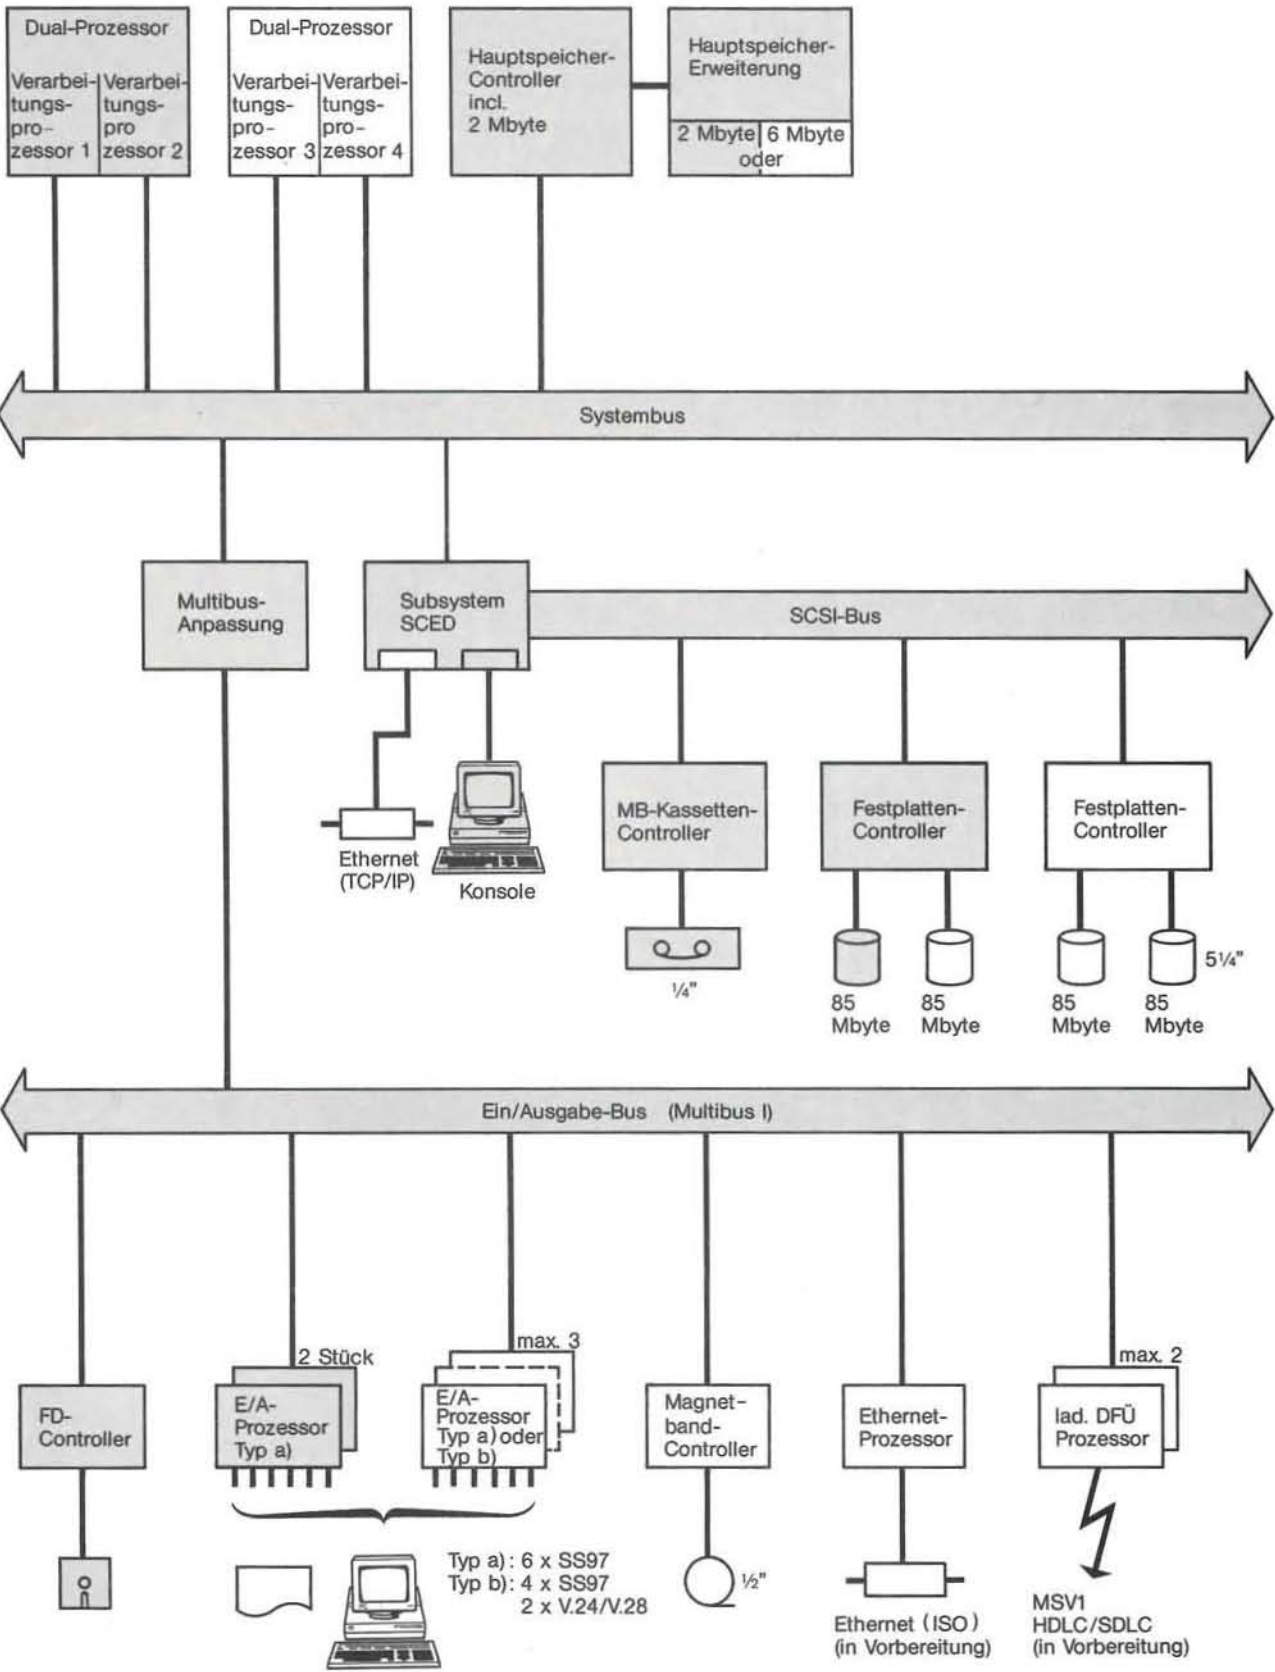 Dual-Prozessor
Verarbei-
tungs-
pro-
zessor 1
Verarbei-
tungs-
pro
zessor 2
Dual-Prozessor
Verarbei-
tungs-
pro-
zessor 3
Verarbei-
tungs-
pro-
zessor 4
Hauptspeicher-
Controller
incl.
2 Mbyte
Hauptspeicher-
Erweiterung
2 Mbyte 6 Mbyte
oder
Systembus
Multibus-
Anpassung
Subsystem
SCED
SCSI-Bus
Ethernet
(TCP/IP)
Konsole
MB-Kassetten-
Controller
¼"
Festplatten-
Controller
85
Mbyte
85
Mbyte
Festplatten-
Controller
85
Mbyte
85
Mbyte
5¼"
Ein/Ausgabe-Bus (Multibus I)
FD-
Controller
2 Stück
E/A-
Prozessor
Typ a)
max. 3
E/A-
Prozessor
Typ a) oder
Typ b)
Typ a): 6 x SS97
Typ b): 4 x SS97
2 x V.24/V.28
Magnet-
band-
Controller
½"
Ethernet-
Prozessor
Ethernet (ISO)
(in Vorbereitung)
max. 2
lad. DFÜ
Prozessor
MSV1
HDLC/SDLC
(in Vorbereitung)